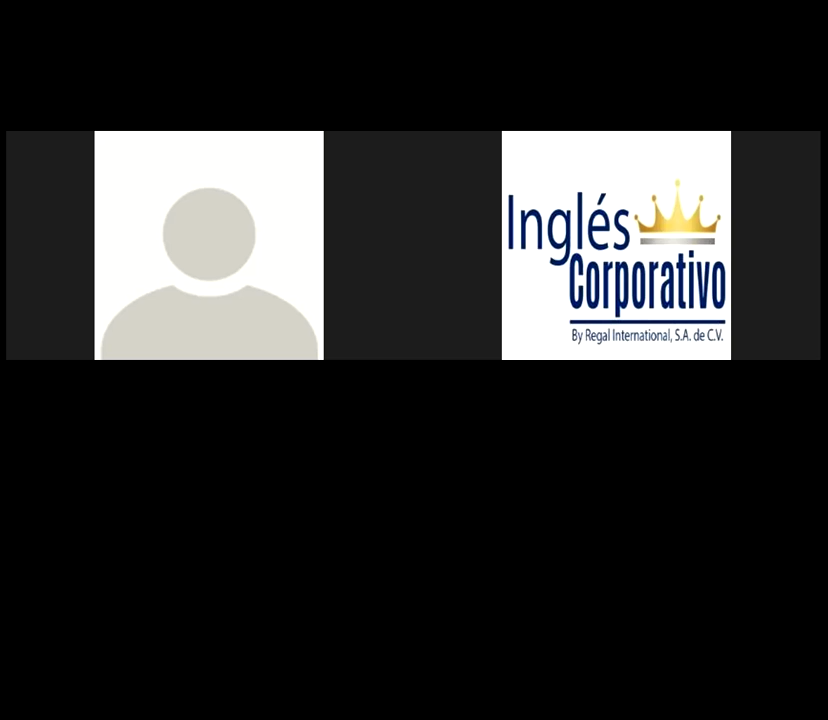 Inglés
Corporativo
By Regal International, S.A. de C.V.